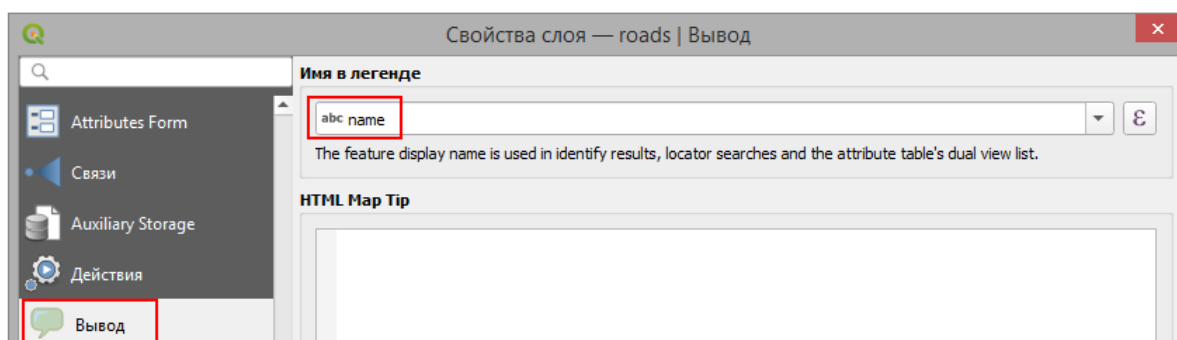 Свойства слоя — roads | Вывод
Attributes Form
Связи
Auxiliary Storage
Действия
Вывод
Имя в легенде
abc name
ε
The feature display name is used in identify results, locator searches and the attribute table's dual view list.
HTML Map Tip